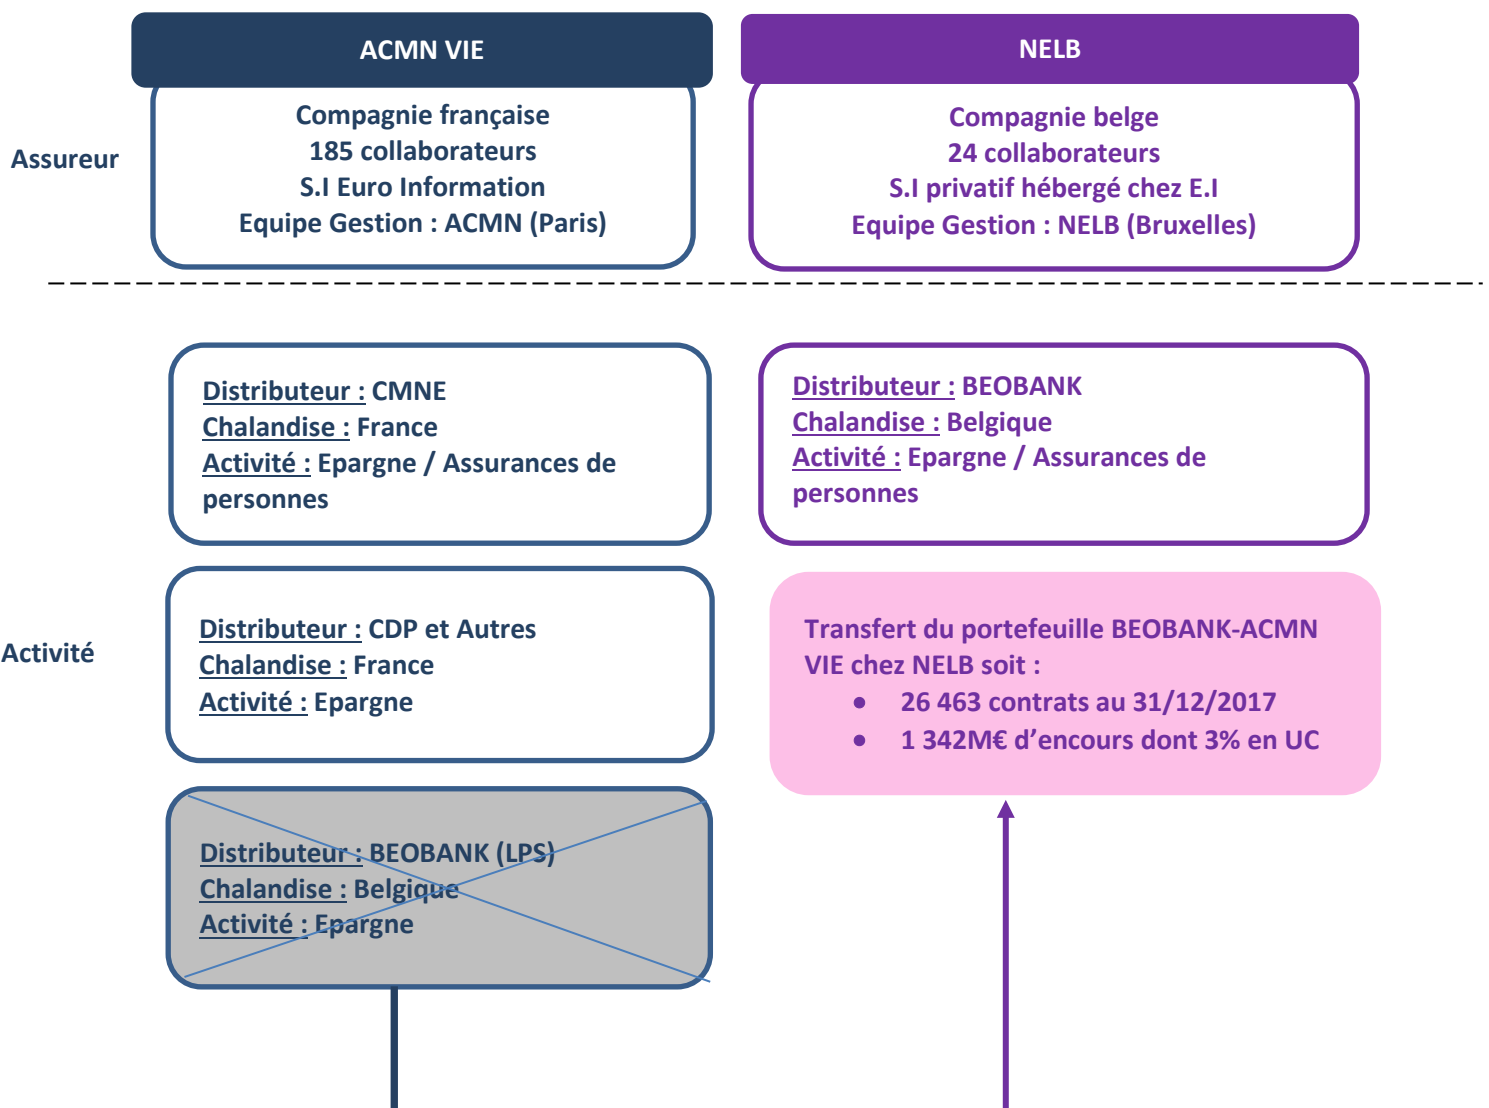 ACMN VIE
NELB
Assureur
Compagnie française
185 collaborateurs
S.I Euro Information
Equipe Gestion : ACMN (Paris)
Compagnie belge
24 collaborateurs
S.I privatif hébergé chez E.I
Equipe Gestion : NELB (Bruxelles)
Distributeur : CMNE
Chalandise : France
Activité : Epargne / Assurances de
personnes
Distributeur : BEOBANK
Chalandise : Belgique
Activité : Epargne / Assurances de
personnes
Activité
Distributeur : CDP et Autres
Chalandise : France
Activité : Epargne
Transfert du portefeuille BEOBANK-ACMN
VIE chez NELB soit :
• 26 463 contrats au 31/12/2017
• 1 342M€ d’encours dont 3% en UC
Distributeur : BEOBANK (LPS)
Chalandise : Belgique
Activité : Epargne